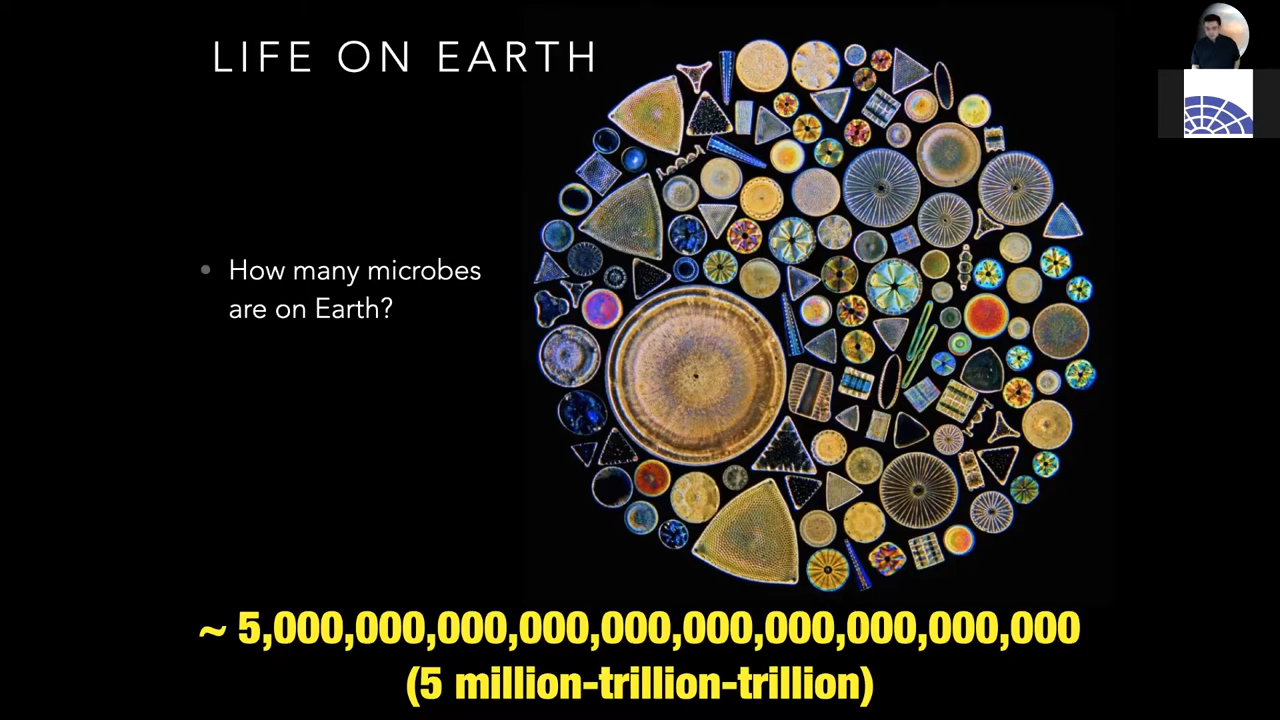 LIFE ON EARTH
• How many microbes
are on Earth?
~ 5,000,000,000,000,000,000,000,000,000,000
(5 million-trillion-trillion)